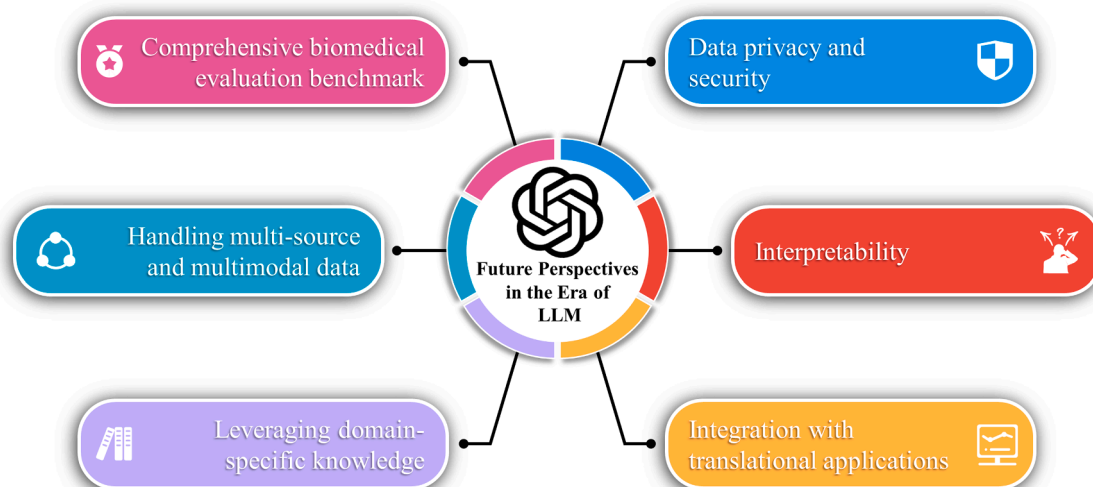 Comprehensive biomedical
evaluation benchmark
Data privacy and
security
Handling multi-source
and multimodal data
Future Perspectives
in the Era of
LLM
Interpretability
?
Leveraging domain-
specific knowledge
Integration with
translational applications